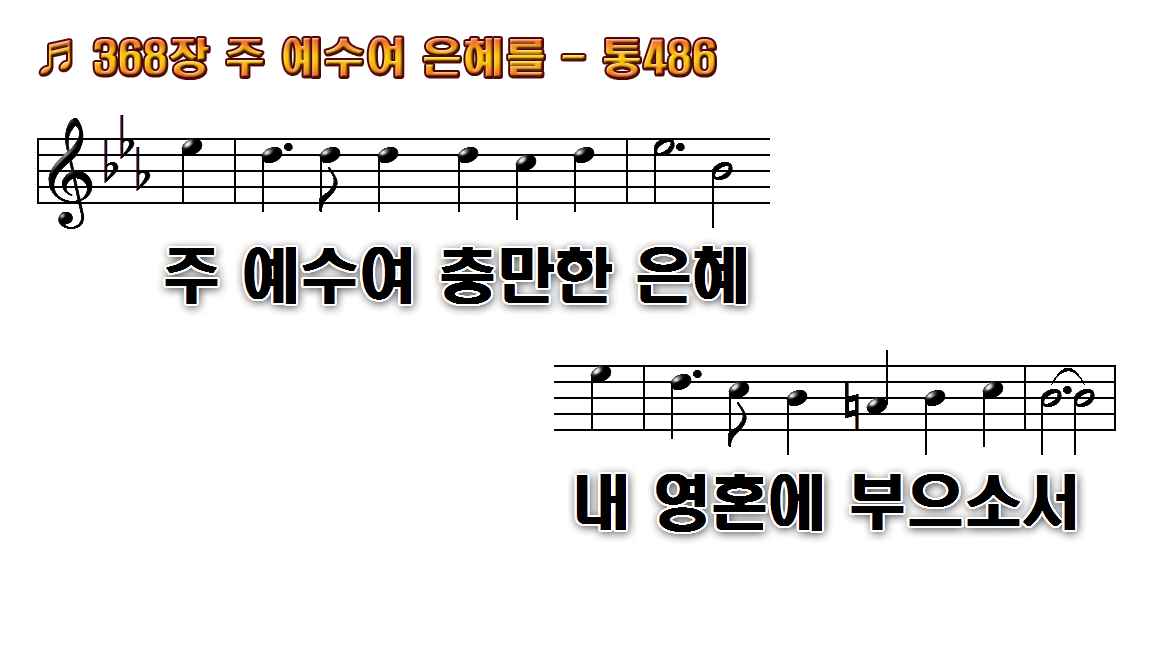 ♬ 368장 주 예수여 은혜를 - 통486
주 예수여 충만한 은혜
내 영혼에 부으소서